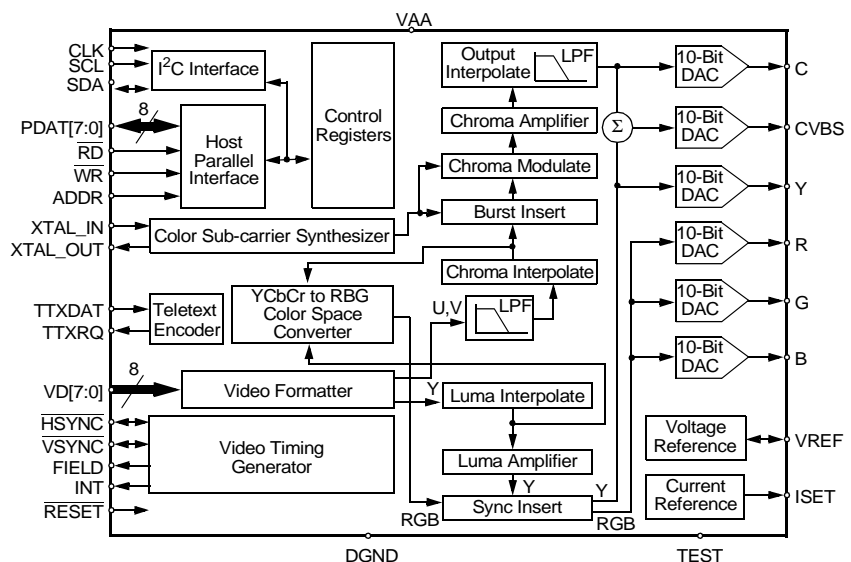 VAA
CLK
SCL
SDA
I²C Interface
PDAT[7:0]
8
RD
WR
ADDR
Host
Parallel
Interface
Control
Registers
XTAL_IN
XTAL_OUT
Color Sub-carrier Synthesizer
TTXDAT
TTXRQ
Teletext
Encoder
YCbCr to RBG
Color Space
Converter
VD[7:0]
8
Video Formatter
HSYNC
VSYNC
FIELD
INT
RESET
Video Timing
Generator
Output
Interpolate
LPF
Chroma Amplifier
Chroma Modulate
Burst Insert
Chroma Interpolate
U,V
LPF
Y
Luma Interpolate
Luma Amplifier
Y
Y
RGB
Sync Insert
RGB
Σ
10-Bit
DAC
C
10-Bit
DAC
CVBS
10-Bit
DAC
Y
10-Bit
DAC
R
10-Bit
DAC
G
10-Bit
DAC
B
Voltage
Reference
VREF
Current
Reference
ISET
DGND
TEST